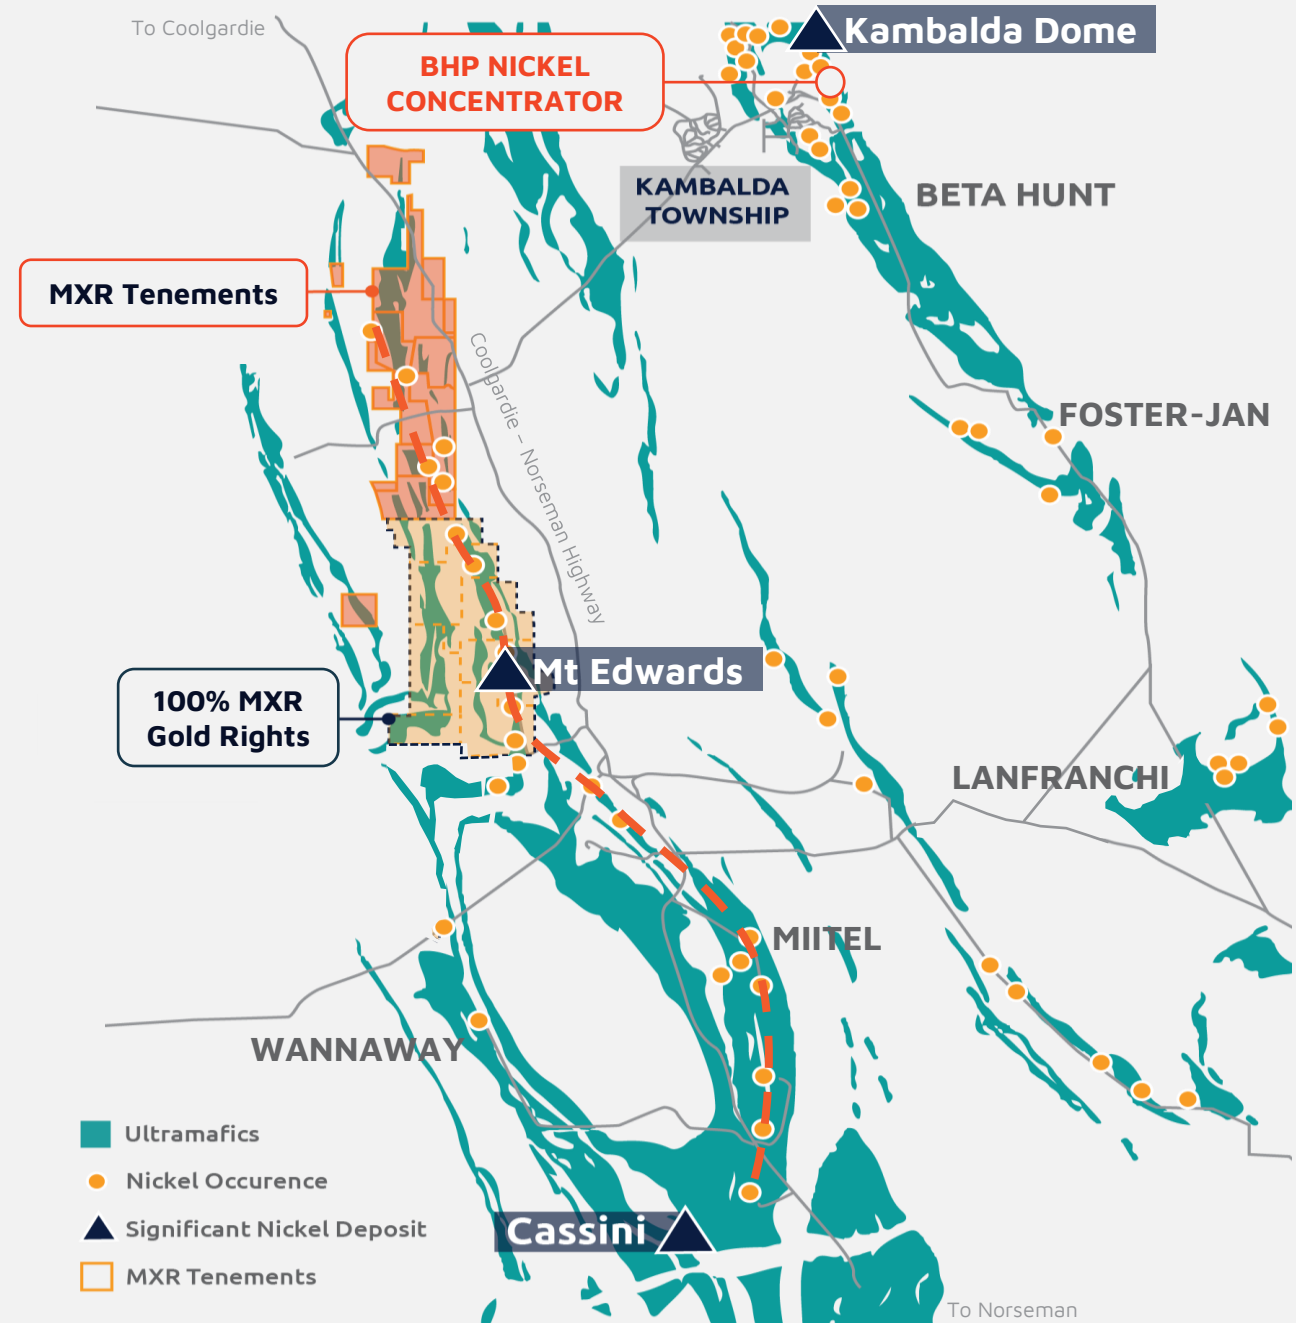 To Coolgardie
Kambalda Dome
BHP NICKEL
CONCENTRATOR
KAMBALDA
TOWNSHIP
BETA HUNT
MXR Tenements
Coolgardie – Norseman Highway
FOSTER-JAN
Mt Edwards
100% MXR
Gold Rights
LANFRANCHI
MIITEL
WANNAWAY
Ultramafics
Nickel Occurence
Significant Nickel Deposit
MXR Tenements
Cassini
To Norseman